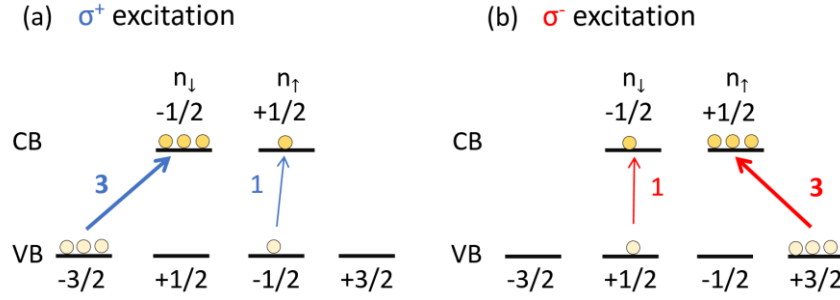 (a) σ⁺ excitation
n↓ n↑
-1/2 +1/2
CB
3 1
VB
-3/2 +1/2 -1/2 +3/2
(b) σ⁻ excitation
n↓ n↑
-1/2 +1/2
CB
1 3
VB
-3/2 +1/2 -1/2 +3/2